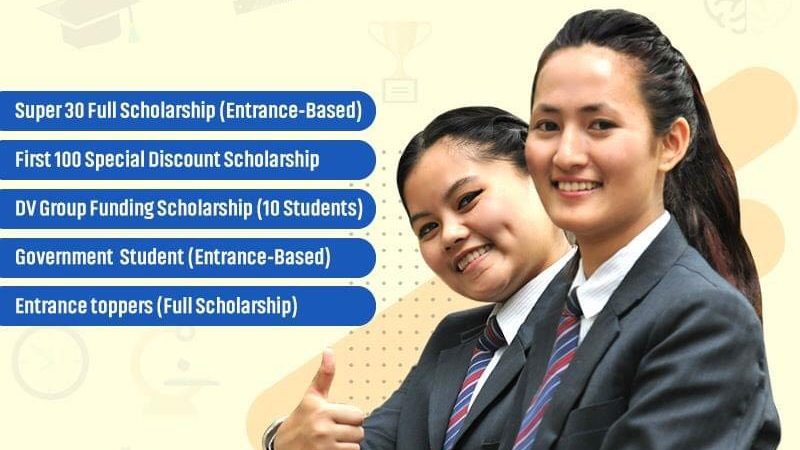 Super 30 Full Scholarship (Entrance-Based)
First 100 Special Discount Scholarship
DV Group Funding Scholarship (10 Students)
Government Student (Entrance-Based)
Entrance toppers (Full Scholarship)